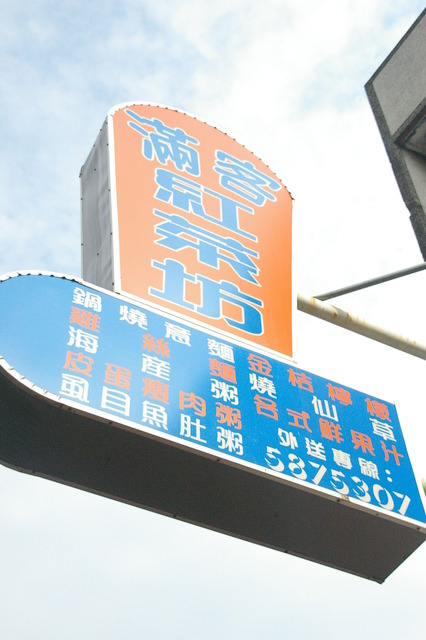 滿客
紅茶坊
鍋燒意麵 金桔檸檬
雞絲麵 燒仙草
海產粥 各式鮮果汁
皮蛋瘦肉粥 外送專線:
虱目魚肚粥 5875307